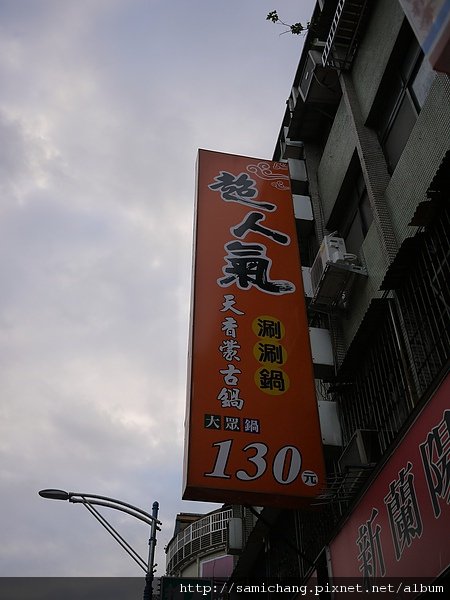 超人氣
天香蒙古鍋
涮涮鍋
大眾鍋
130元
新蘭陽
http://samichang.pixnet.net/album